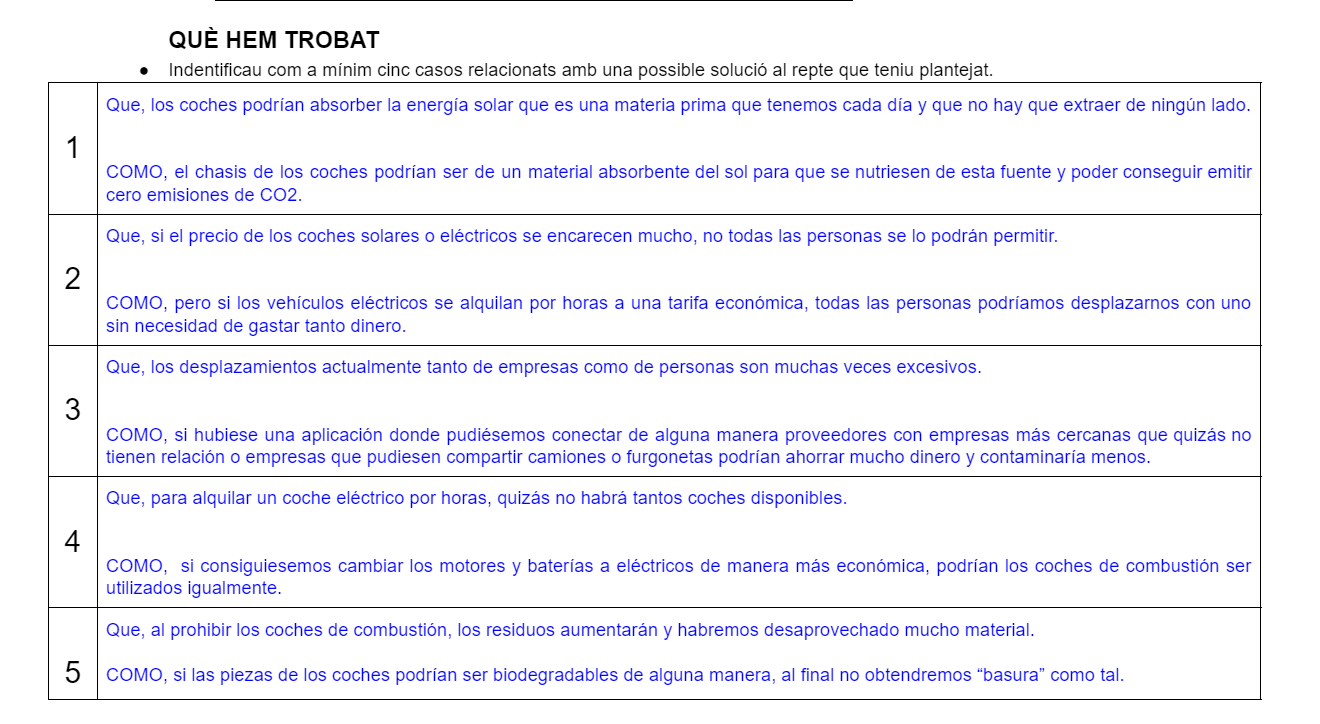 QUÈ HEM TROBAT
● Indentificau com a mínim cinc casos relacionats amb una possible solució al repte que teniu plantejat.
1
Que, los coches podrían absorber la energía solar que es una materia prima que tenemos cada día y que no hay que extraer de ningún lado.
COMO, el chasis de los coches podrían ser de un material absorbente del sol para que se nutriesen de esta fuente y poder conseguir emitir
cero emisiones de CO2.
2
Que, si el precio de los coches solares o eléctricos se encarecen mucho, no todas las personas se lo podrán permitir.
COMO, pero si los vehículos eléctricos se alquilan por horas a una tarifa económica, todas las personas podríamos desplazarnos con uno
sin necesidad de gastar tanto dinero.
3
Que, los desplazamientos actualmente tanto de empresas como de personas son muchas veces excesivos.
COMO, si hubiese una aplicación donde pudiésemos conectar de alguna manera proveedores con empresas más cercanas que quizás no
tienen relación o empresas que pudiesen compartir camiones o furgonetas podrían ahorrar mucho dinero y contaminaría menos.
4
Que, para alquilar un coche eléctrico por horas, quizás no habrá tantos coches disponibles.
COMO,  si consiguiesemos cambiar los motores y baterías a eléctricos de manera más económica, podrían los coches de combustión ser
utilizados igualmente.
5
Que, al prohibir los coches de combustión, los residuos aumentarán y habremos desaprovechado mucho material.
COMO, si las piezas de los coches podrían ser biodegradables de alguna manera, al final no obtendremos “basura” como tal.